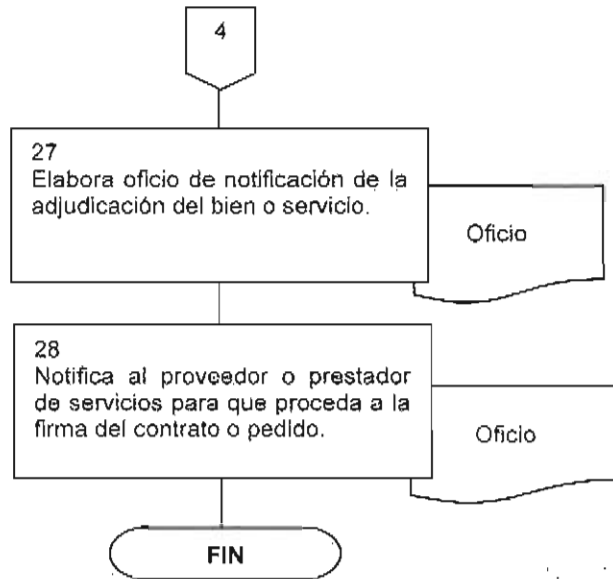 4
27
Elabora oficio de notificación de la
adjudicación del bien o servicio.
Oficio
28
Notifica al proveedor o prestador
de servicios para que proceda a la
firma del contrato o pedido.
Oficio
FIN